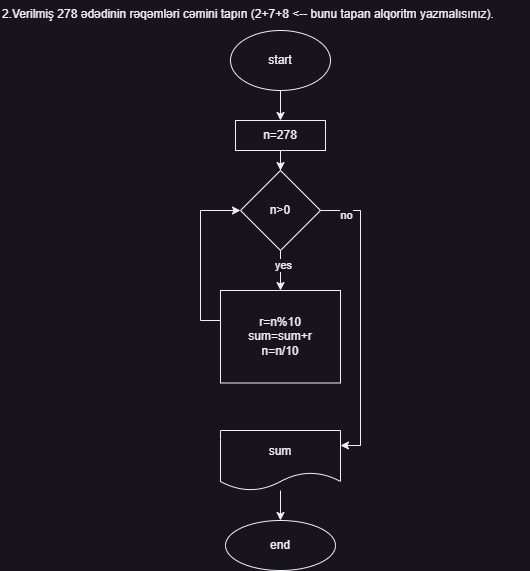 2.Verilmiş 278 ədədinin rəqəmləri cəmini tapın (2+7+8 <-- bunu tapan alqoritm yazmalısınız).
start
n=278
n>0
no
yes
r=n%10
sum=sum+r
n=n/10
sum
end